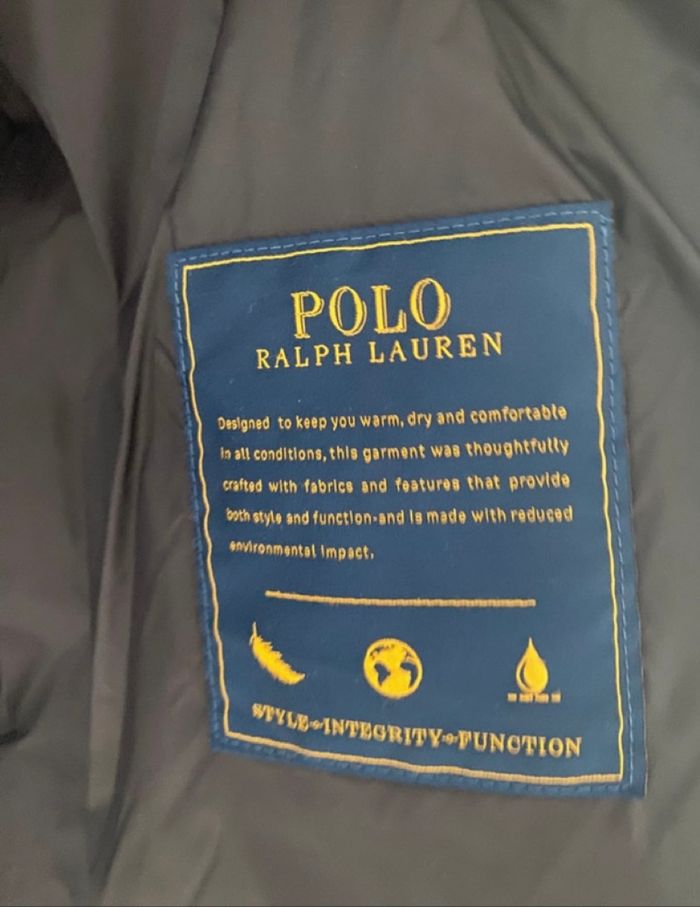 POLO
RALPH LAUREN
Designed to keep you warm, dry and comfortable
in all conditions, this garment was thoughtfully
crafted with fabrics and features that provide
both style and function-and is made with reduced
environmental impact.
STYLE INTEGRITY FUNCTION